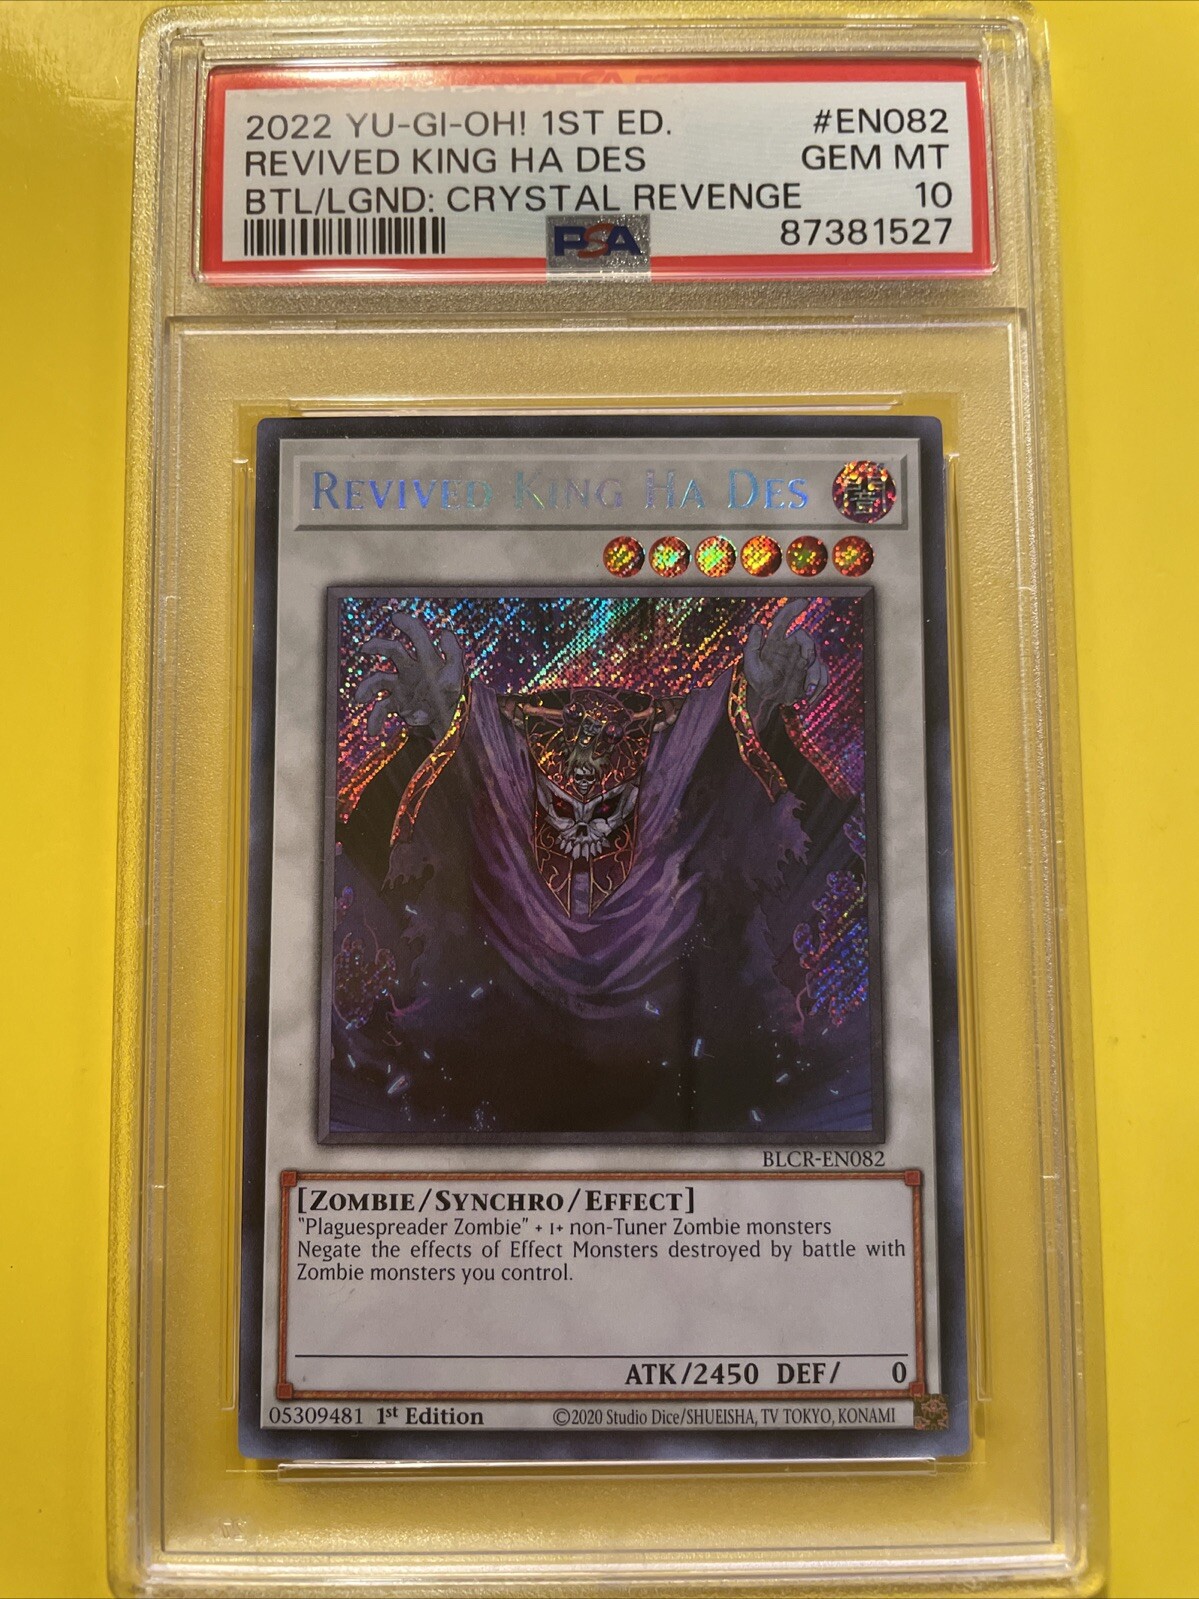 2022 YU-GI-OH! 1ST ED. #EN082
REVIVED KING HA DES GEM MT
BTL/LGND: CRYSTAL REVENGE 10
PSA 87381527
REVIVED KING HA DES 闇
BLCR-EN082
[ZOMBIE/SYNCHRO/EFFECT]
"Plaguespreader Zombie" + 1+ non-Tuner Zombie monsters
Negate the effects of Effect Monsters destroyed by battle with
Zombie monsters you control.
ATK/2450 DEF/ 0
05309481 1st Edition ©2020 Studio Dice/SHUEISHA, TV TOKYO, KONAMI